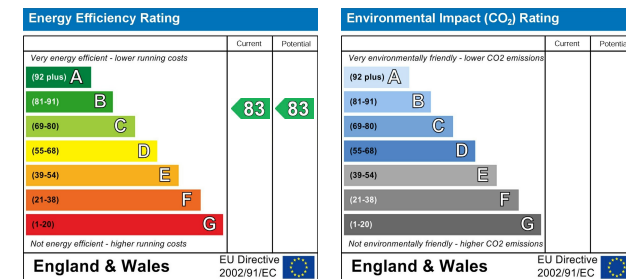 Energy Efficiency Rating
Current Potential
Very energy efficient - lower running costs
(92 plus) A
(81-91) B
83 83
(69-80) C
(55-68) D
(39-54) E
(21-38) F
(1-20) G
Not energy efficient - higher running costs
England & Wales
EU Directive
2002/91/EC
Environmental Impact (CO2) Rating
Current Potential
Very environmentally friendly - lower CO2 emissions
(92 plus) A
(81-91) B
(69-80) C
(55-68) D
(39-54) E
(21-38) F
(1-20) G
Not environmentally friendly - higher CO2 emissions
England & Wales
EU Directive
2002/91/EC